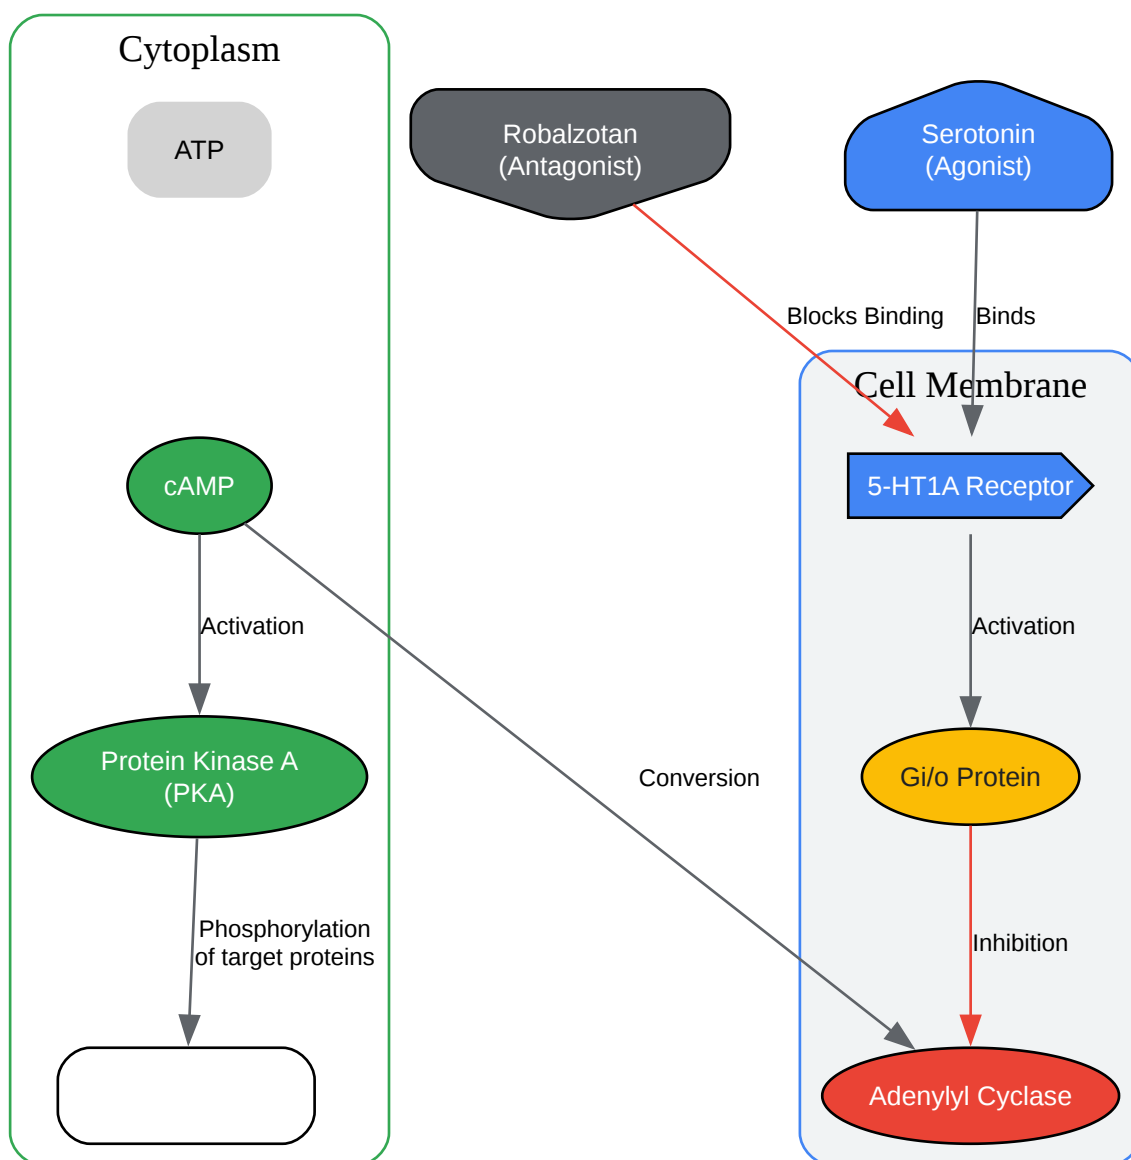 Cytoplasm
ATP
Robalzotan
(Antagonist)
Serotonin
(Agonist)
Blocks Binding
Binds
Cell Membrane
cAMP
5-HT1A Receptor
Activation
Activation
Protein Kinase A
(PKA)
Conversion
Gi/o Protein
Phosphorylation
of target proteins
Inhibition
Adenylyl Cyclase